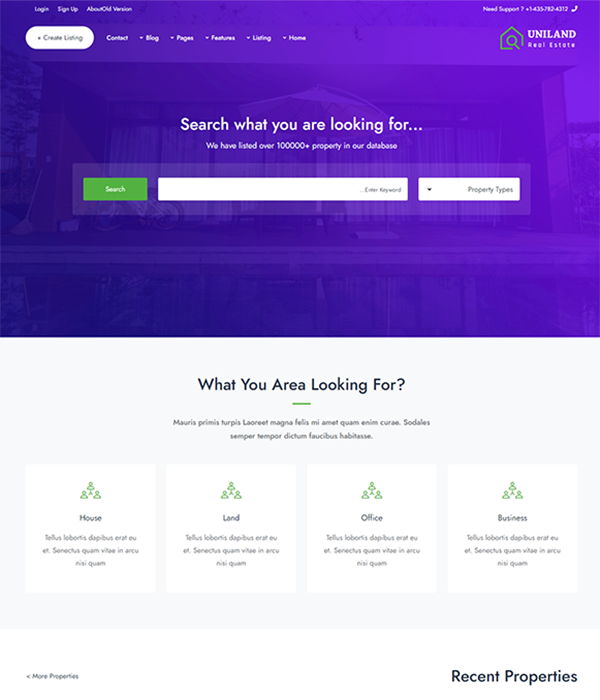 Login Sign Up AboutOld Version
Need Support ? +1-435-782-4312
+ Create Listing
Contact Blog Pages Features Listing Home
UNILAND
Real Estate
Search what you are looking for...
We have listed over 100000+ property in our database
Search
...Enter Keyword
Property Types
What You Area Looking For?
Mauris primis turpis Laoreet magna felis mi amet quam enim curae. Sodales
semper tempor dictum faucibus habitasse.
House
Tellus lobortis dapibus erat eu
et. Senectus quam vitae in arcu
nisi quam
Land
Tellus lobortis dapibus erat eu
et. Senectus quam vitae in arcu
nisi quam
Office
Tellus lobortis dapibus erat eu
et. Senectus quam vitae in arcu
nisi quam
Business
Tellus lobortis dapibus erat eu
et. Senectus quam vitae in arcu
nisi quam
< More Properties
Recent Properties